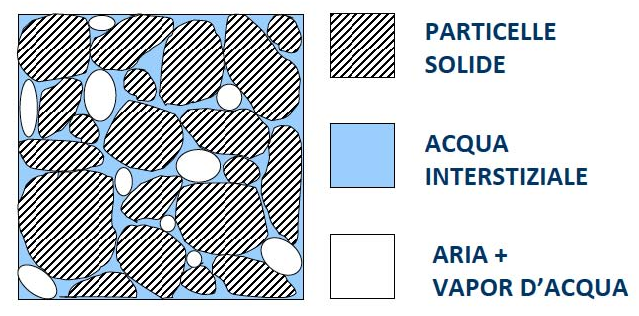 PARTICELLE
SOLIDE
ACQUA
INTERSTIZIALE
ARIA +
VAPOR D'ACQUA